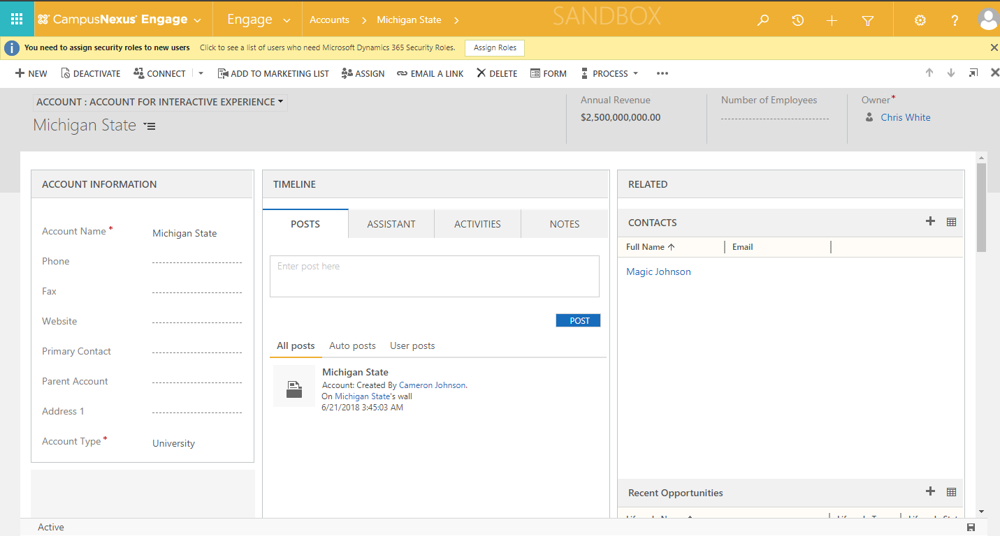 CampusNexus Engage
Engage
Accounts
Michigan State
SANDBOX
You need to assign security roles to new users Click to see a list of users who need Microsoft Dynamics 365 Security Roles. Assign Roles
NEW DEACTIVATE CONNECT ADD TO MARKETING LIST ASSIGN EMAIL A LINK DELETE FORM PROCESS
ACCOUNT : ACCOUNT FOR INTERACTIVE EXPERIENCE
Michigan State
Annual Revenue
$2,500,000,000.00
Number of Employees
Owner*
Chris White
ACCOUNT INFORMATION
Account Name * Michigan State
Phone
Fax
Website
Primary Contact
Parent Account
Address 1
Account Type * University
TIMELINE
POSTS ASSISTANT ACTIVITIES NOTES
Enter post here
POST
All posts Auto posts User posts
Michigan State
Account: Created By Cameron Johnson.
On Michigan State's wall
6/21/2018 3:45:03 AM
RELATED
CONTACTS
Full Name Email
Magic Johnson
Recent Opportunities
Active